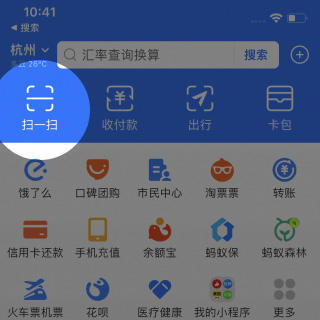 10:41
◀ 搜索
杭州
26°C
汇率查询换算
搜索
扫一扫
收付款
出行
卡包
饿了么
口碑团购
市民中心
淘票票
转账
信用卡还款
手机充值
余额宝
蚂蚁保
蚂蚁森林
火车票机票
花呗
医疗健康
我的小程序
更多